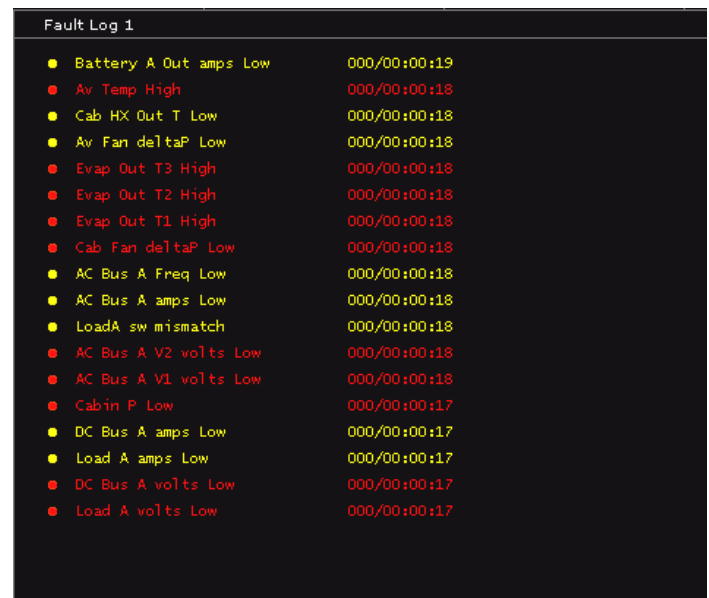 Fault Log 1
Battery A Out amps Low 000/00:00:19
Av Temp High 000/00:00:18
Cab HX Out T Low 000/00:00:18
Av Fan deltaP Low 000/00:00:18
Evap Out T3 High 000/00:00:18
Evap Out T2 High 000/00:00:18
Evap Out T1 High 000/00:00:18
Cab Fan deltaP Low 000/00:00:18
AC Bus A Freq Low 000/00:00:18
AC Bus A amps Low 000/00:00:18
LoadA sw mismatch 000/00:00:18
AC Bus A V2 volts Low 000/00:00:18
AC Bus A V1 volts Low 000/00:00:18
Cabin P Low 000/00:00:17
DC Bus A amps Low 000/00:00:17
Load A amps Low 000/00:00:17
DC Bus A volts Low 000/00:00:17
Load A volts Low 000/00:00:17